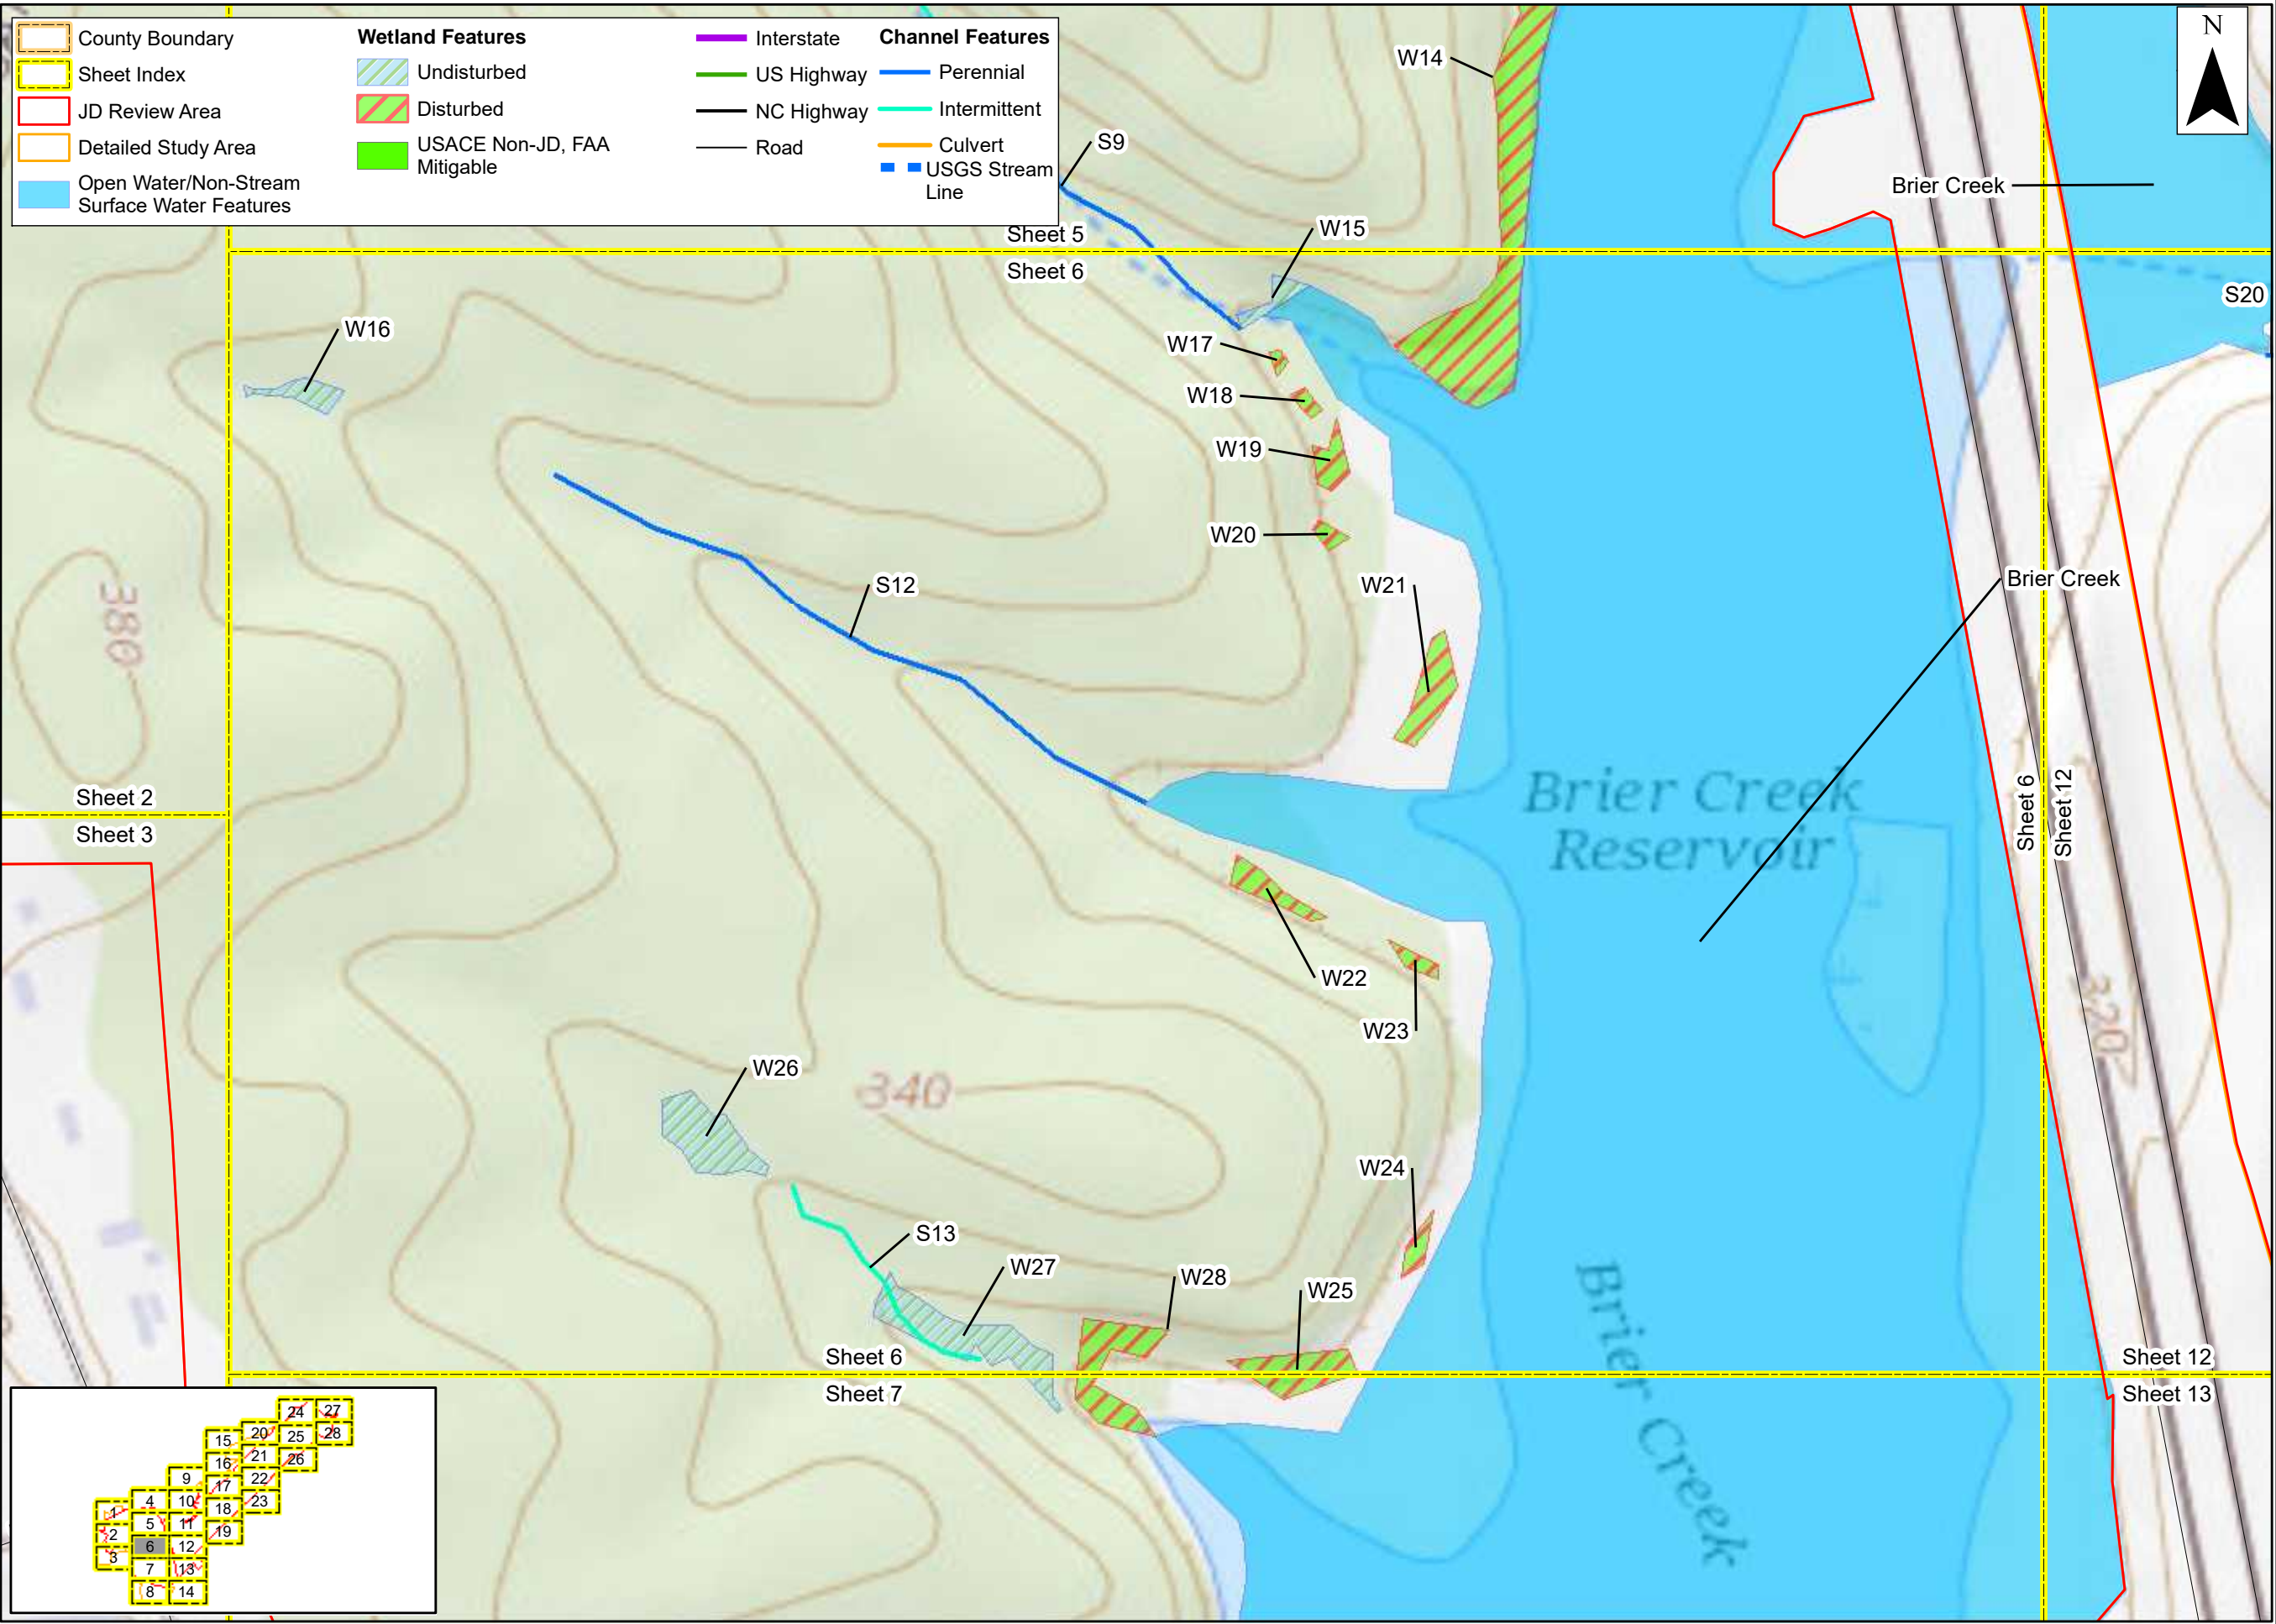 County Boundary
Sheet Index
JD Review Area
Detailed Study Area
Open Water/Non-Stream
Surface Water Features
Wetland Features
Undisturbed
Disturbed
USACE Non-JD, FAA
Mitigable
Interstate
US Highway
NC Highway
Road
Channel Features
Perennial
Intermittent
Culvert
USGS Stream
Line
N
W14
S9
Brier Creek
W15
Sheet 5
Sheet 6
S20
W16
W17
W18
W19
W20
S12
W21
Brier Creek
380
Brier Creek
Reservoir
Sheet 2
Sheet 3
Sheet 6
Sheet 12
W22
W23
320
W26
340
W24
S13
W27
W28
W25
Brier Creek
Sheet 6
Sheet 7
Sheet 12
Sheet 13
24 27
20 25 28
15
16 21 26
9 17 22
4 10 18 23
1 5 11 19
2 6 12
3 7 13
8 14